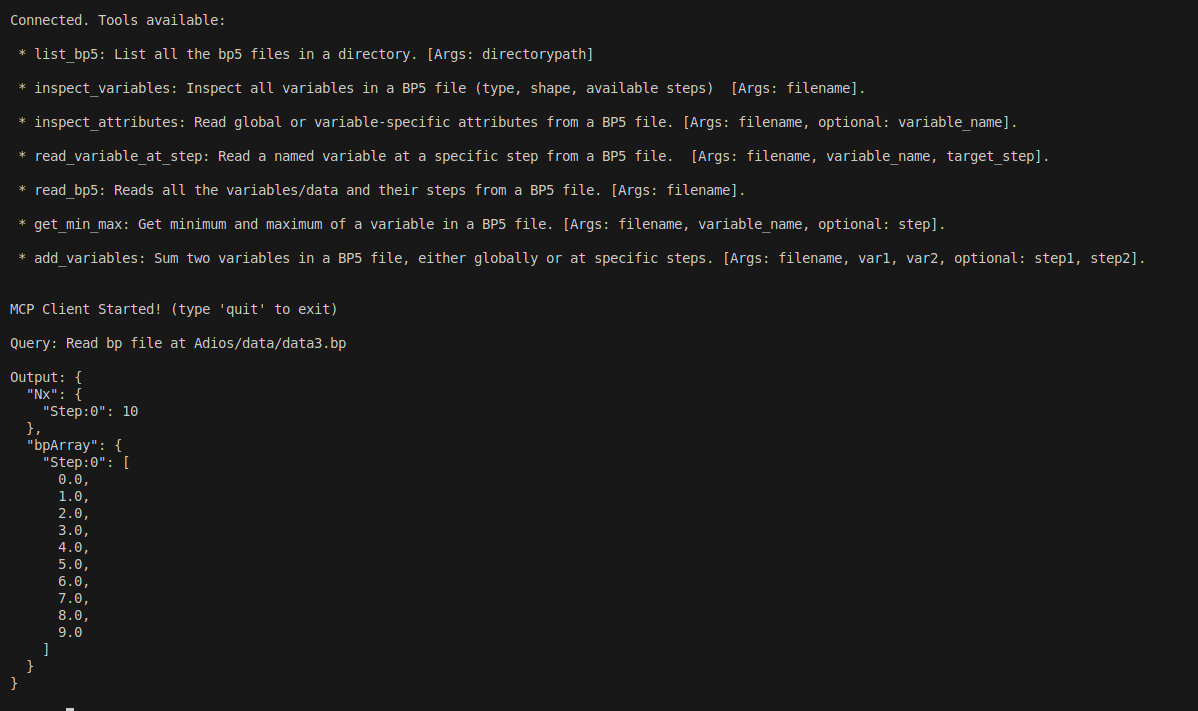 Connected. Tools available:
* list_bp5: List all the bp5 files in a directory. [Args: directorypath]
* inspect_variables: Inspect all variables in a BP5 file (type, shape, available steps)  [Args: filename].
* inspect_attributes: Read global or variable-specific attributes from a BP5 file. [Args: filename, optional: variable_name].
* read_variable_at_step: Read a named variable at a specific step from a BP5 file.  [Args: filename, variable_name, target_step].
* read_bp5: Reads all the variables/data and their steps from a BP5 file. [Args: filename].
* get_min_max: Get minimum and maximum of a variable in a BP5 file. [Args: filename, variable_name, optional: step].
* add_variables: Sum two variables in a BP5 file, either globally or at specific steps. [Args: filename, var1, var2, optional: step1, step2].
MCP Client Started! (type 'quit' to exit)
Query: Read bp file at Adios/data/data3.bp
Output: {
  "Nx": {
    "Step:0": 10
  },
  "bpArray": {
    "Step:0": [
      0.0,
      1.0,
      2.0,
      3.0,
      4.0,
      5.0,
      6.0,
      7.0,
      8.0,
      9.0
    ]
  }
}